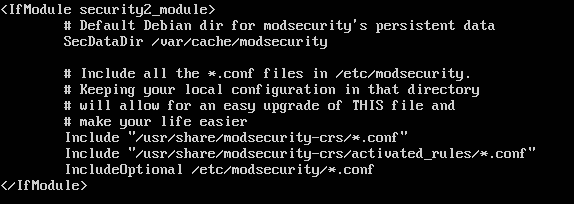 <IfModule security2_module>
# Default Debian dir for modsecurity's persistent data
SecDataDir /var/cache/modsecurity
# Include all the *.conf files in /etc/modsecurity.
# Keeping your local configuration in that directory
# will allow for an easy upgrade of THIS file and
# make your life easier
Include "/usr/share/modsecurity-crs/*.conf"
Include "/usr/share/modsecurity-crs/activated_rules/*.conf"
IncludeOptional /etc/modsecurity/*.conf
</IfModule>